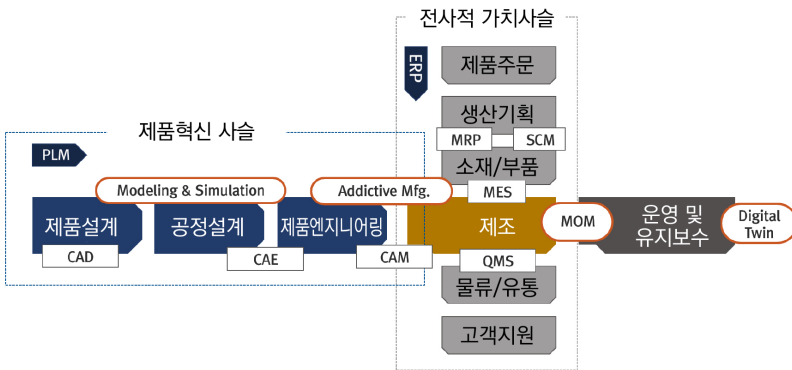 전사적 가치사슬
ERP
제품주문
생산기획
MRP
SCM
소재/부품
MES
제품혁신 사슬
PLM
Modeling & Simulation
Addictive Mfg.
제품설계
공정설계
제품엔지니어링
제조
MOM
운영 및
유지보수
Digital
Twin
CAD
CAE
CAM
QMS
물류/유통
고객지원